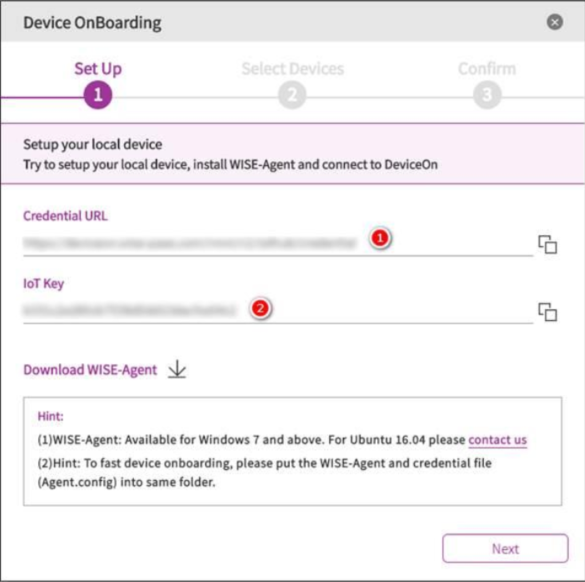 Device OnBoarding
Set Up
Select Devices
Confirm
1
2
3
Setup your local device
Try to setup your local device, install WISE-Agent and connect to DeviceOn
Credential URL
1
IoT Key
2
Download WISE-Agent
Hint:
(1)WISE-Agent: Available for Windows 7 and above. For Ubuntu 16.04 please contact us
(2)Hint: To fast device onboarding, please put the WISE-Agent and credential file
(Agent.config) into same folder.
Next